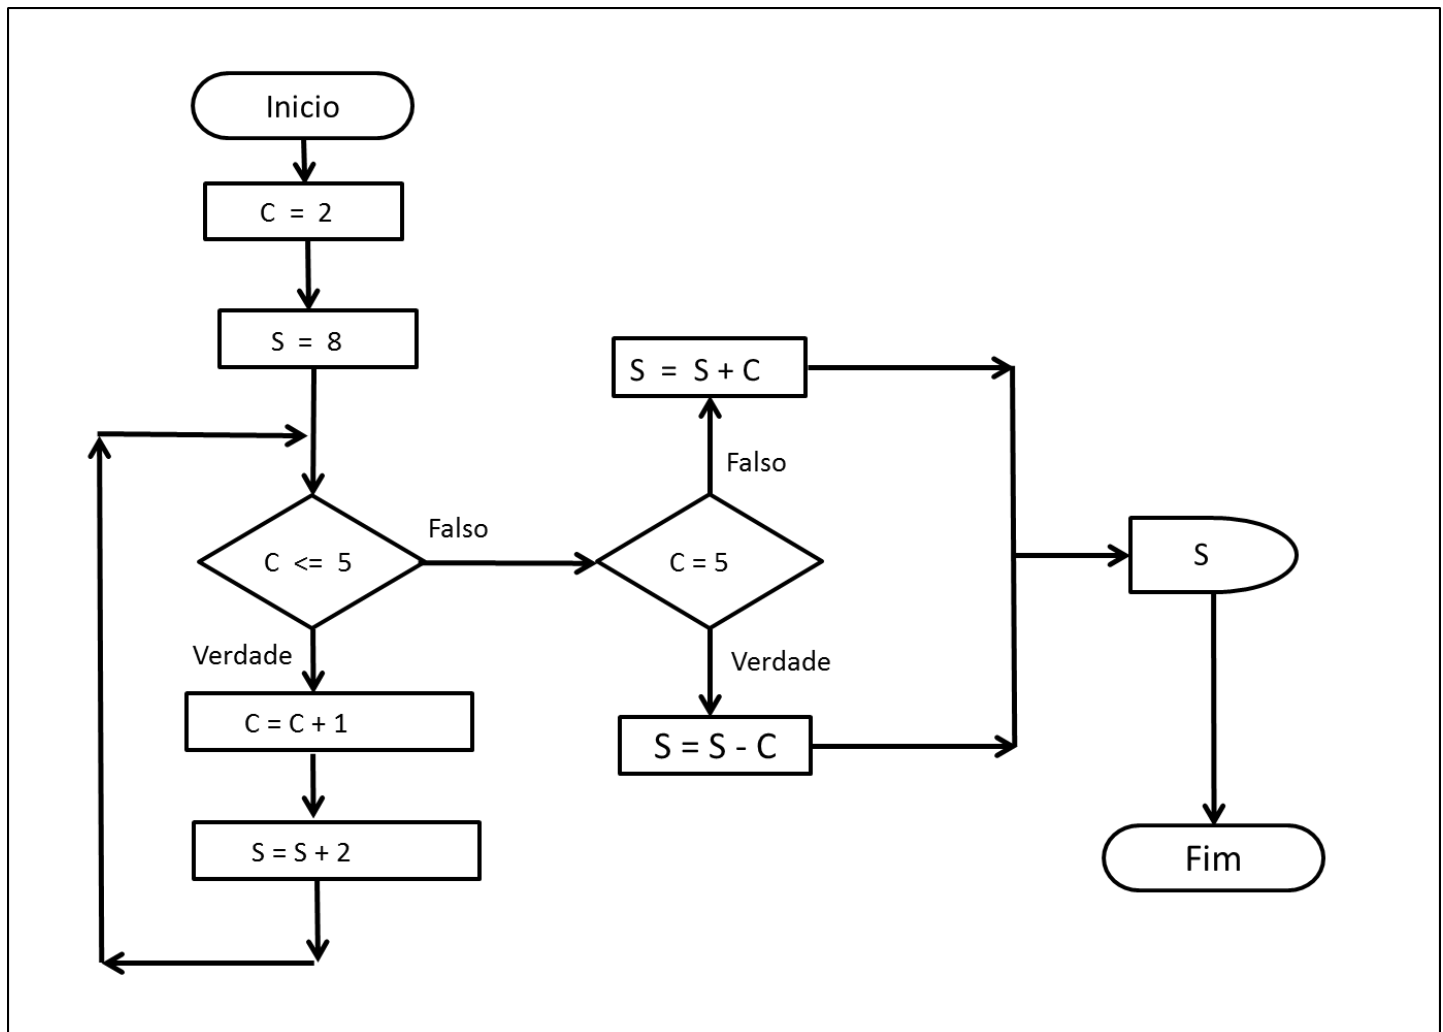 Inicio
C = 2
S = 8
C <= 5
Falso
Verdade
C = C + 1
S = S + 2
C = 5
Falso
S = S + C
Verdade
S = S - C
S
Fim